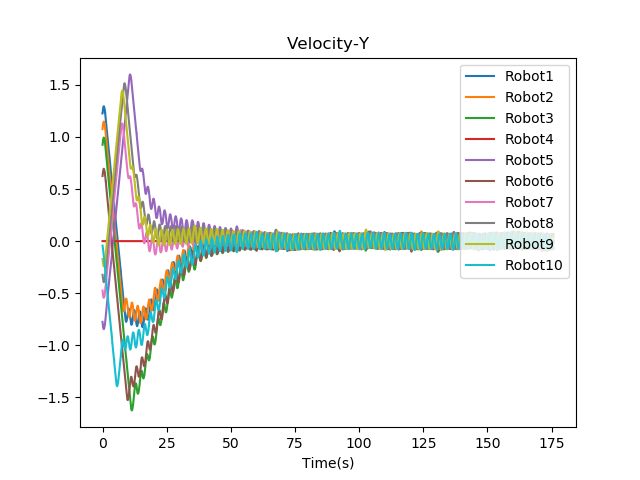 Velocity-Y
1.5
1.0
0.5
0.0
−0.5
−1.0
−1.5
0
25
50
75
100
125
150
175
Time(s)
Robot1
Robot2
Robot3
Robot4
Robot5
Robot6
Robot7
Robot8
Robot9
Robot10